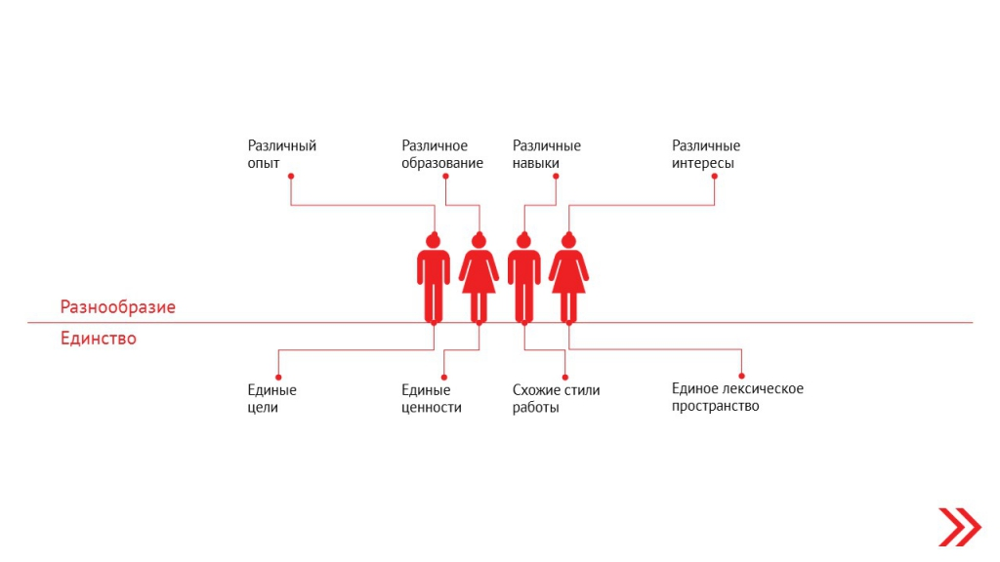 Различный
опыт
Различное
образование
Различные
навыки
Различные
интересы
Разнообразие
Единство
Единые
цели
Единые
ценности
Схожие стили
работы
Единое лексическое
пространство